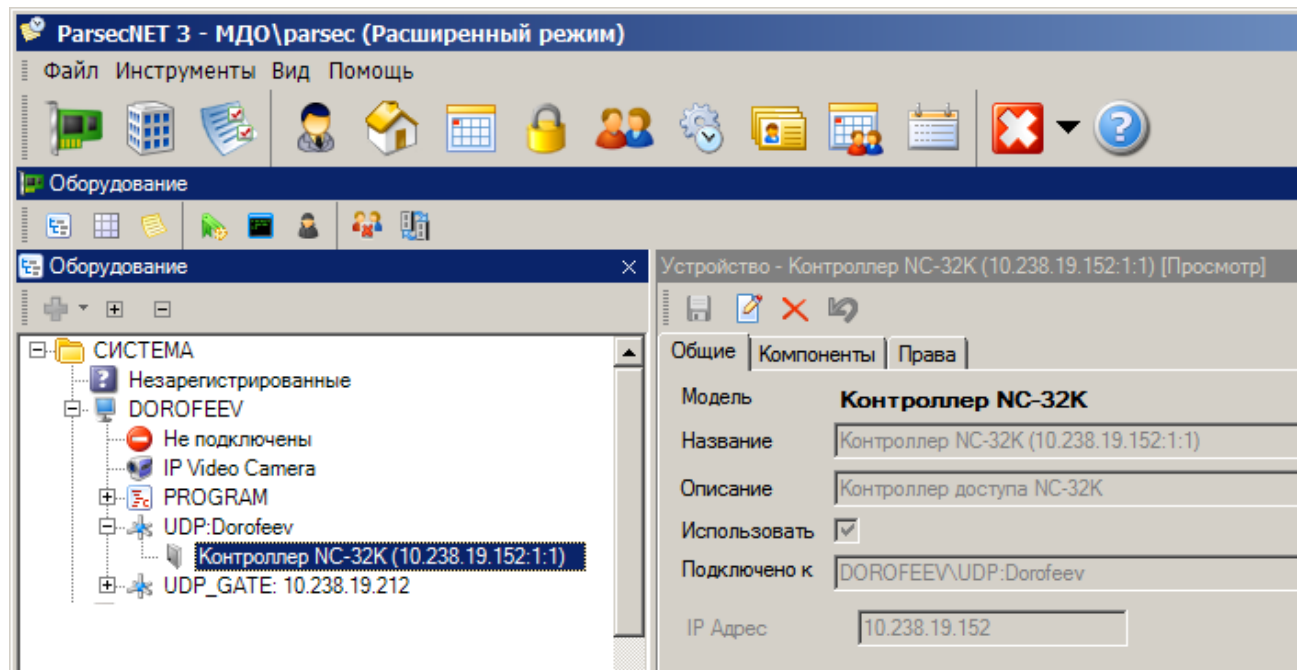 ParsecNET 3 - МДО\parsec (Расширенный режим)
Файл Инструменты Вид Помощь
Оборудование
Оборудование
СИСТЕМА
Незарегистрированные
DOROFEEV
Не подключены
IP Video Camera
PROGRAM
UDP:Dorofeev
Контроллер NC-32K (10.238.19.152:1:1)
UDP_GATE: 10.238.19.212
Устройство - Контроллер NC-32K (10.238.19.152:1:1) [Просмотр]
Общие Компоненты Права
Модель Контроллер NC-32K
Название Контроллер NC-32K (10.238.19.152:1:1)
Описание Контроллер доступа NC-32K
Использовать
Подключено к DOROFEEV\UDP:Dorofeev
IP Адрес 10.238.19.152